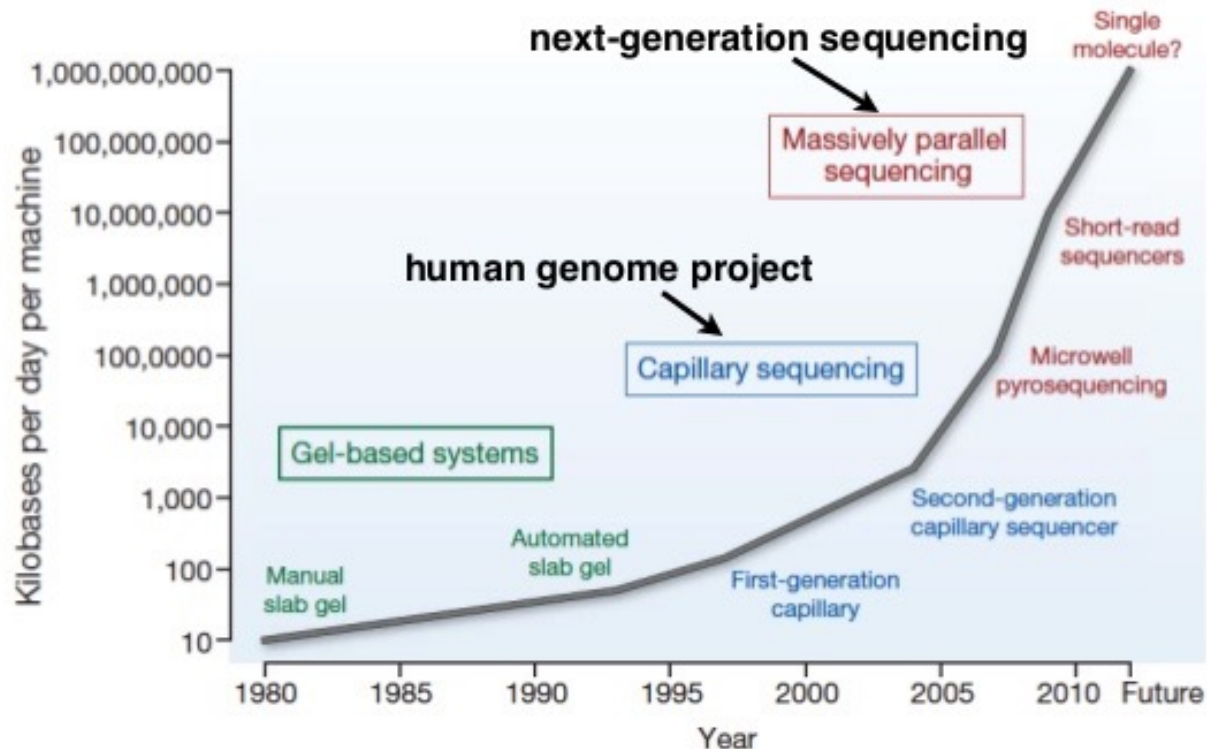 next-generation sequencing
Single
molecule?
1,000,000,000
100,000,000
Massively parallel
sequencing
10,000,000
Short-read
sequencers
human genome project
1,000,000
100,0000
Capillary sequencing
Microwell
pyrosequencing
10,000
Gel-based systems
1,000
Second-generation
capillary sequencer
Automated
slab gel
100
Manual
slab gel
First-generation
capillary
10
Kilobases per day per machine
1980 1985 1990 1995 2000 2005 2010 Future
Year